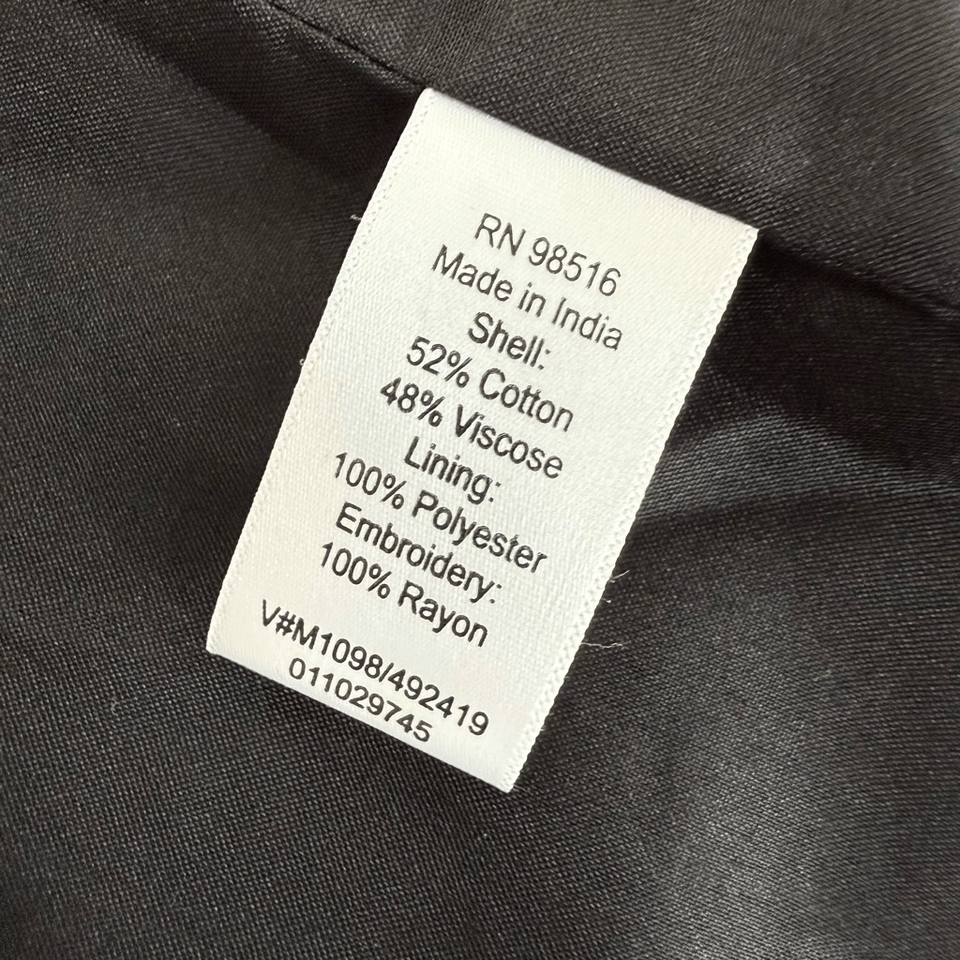 RN 98516
Made in India
Shell:
52% Cotton
48% Viscose
Lining:
100% Polyester
Embroidery:
100% Rayon
V#M1098/492419
011029745